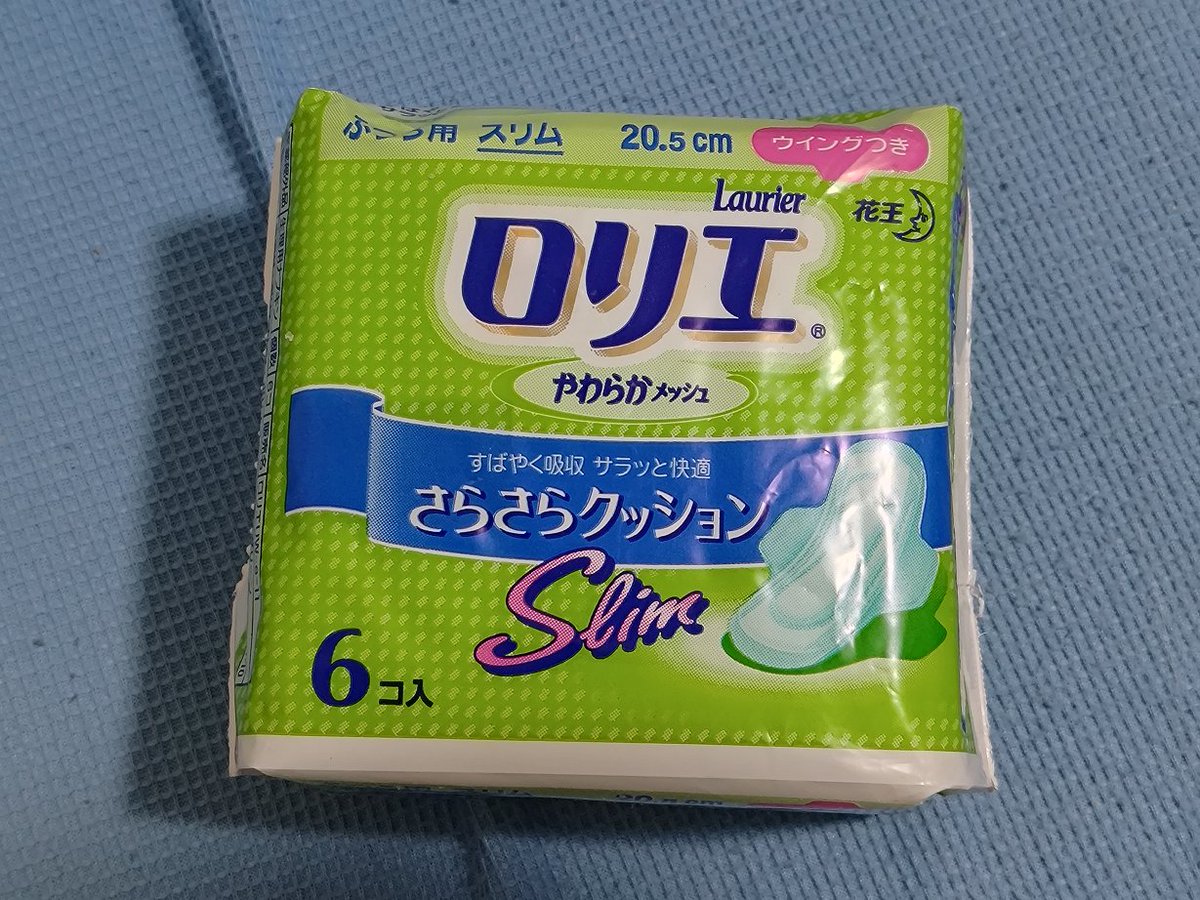 ふつう用 スリム 20.5cm ウイングつき
Laurier
花王
ロリエ®
やわらかメッシュ
すばやく吸収 サラッと快適
さらさらクッション
Slim
6コ入